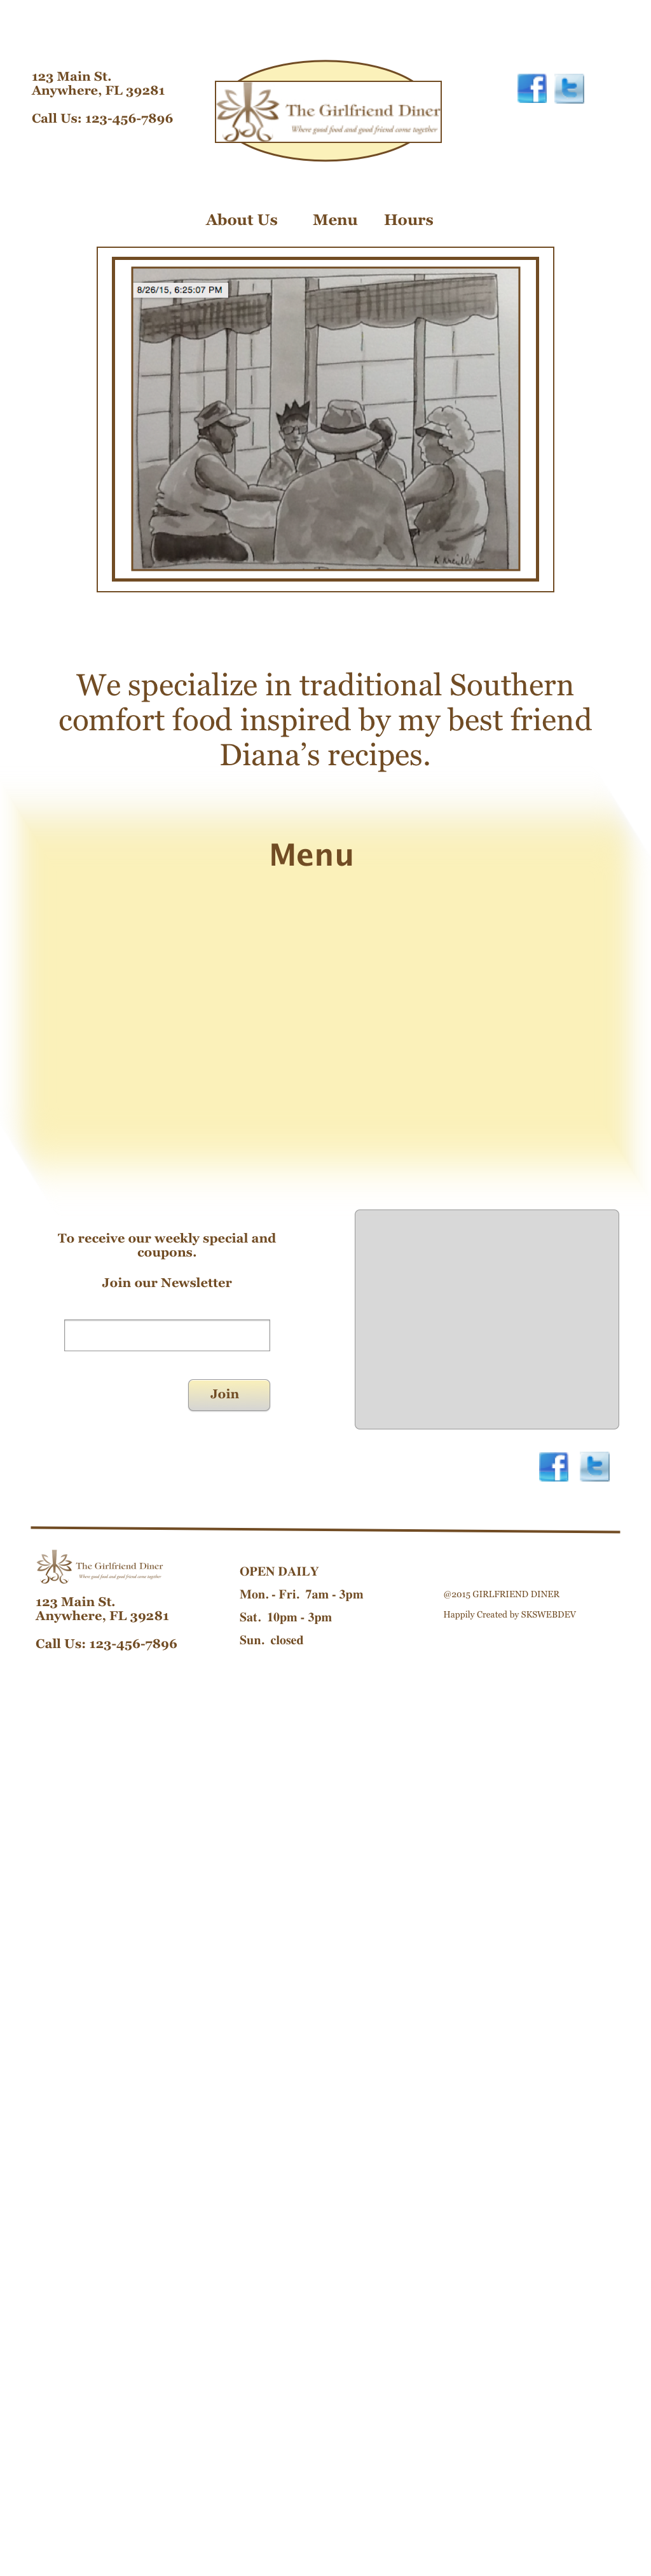 123 Main St.
Anywhere, FL 39281
Call Us: 123-456-7896
The Girlfriend Diner
Where good food and good friend come together
f
t
About Us Menu Hours
8/26/15, 6:25:07 PM
We specialize in traditional Southern
comfort food inspired by my best friend
Diana’s recipes.
Menu
To receive our weekly special and
coupons.
Join our Newsletter
Join
f
t
The Girlfriend Diner
Where good food and good friend come together
123 Main St.
Anywhere, FL 39281
Call Us: 123-456-7896
OPEN DAILY
Mon. - Fri. 7am - 3pm
Sat. 10pm - 3pm
Sun. closed
@2015 GIRLFRIEND DINER
Happily Created by SKSWEBDEV